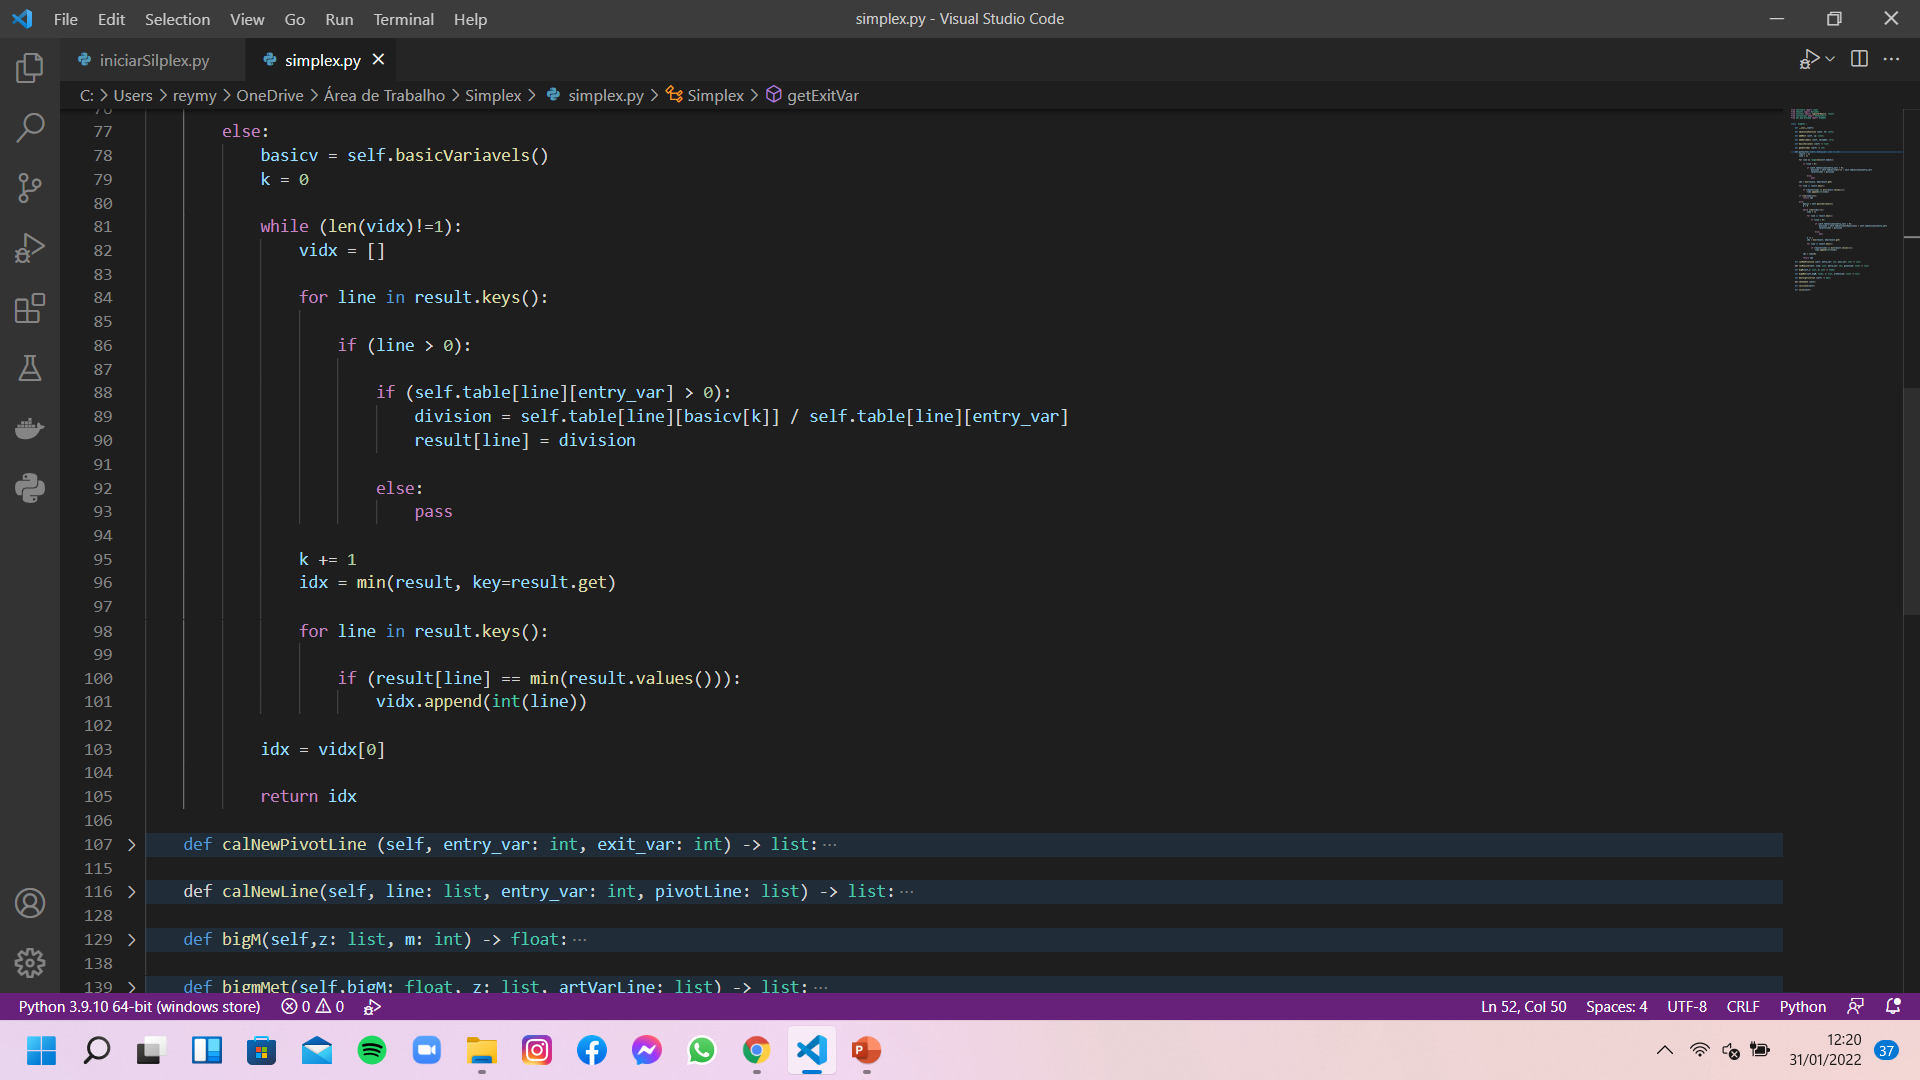 File Edit Selection View Go Run Terminal Help
simplex.py - Visual Studio Code
iniciarSilplex.py
simplex.py
C: > Users > reymy > OneDrive > Área de Trabalho > Simplex > simplex.py > Simplex > getExitVar
76
77 else:
78 basicv = self.basicVariavels()
79 k = 0
80
81 while (len(vidx)!=1):
82 vidx = []
83
84 for line in result.keys():
85
86 if (line > 0):
87
88 if (self.table[line][entry_var] > 0):
89 division = self.table[line][basicv[k]] / self.table[line][entry_var]
90 result[line] = division
91
92 else:
93 pass
94
95 k += 1
96 idx = min(result, key=result.get)
97
98 for line in result.keys():
99
100 if (result[line] == min(result.values())):
101 vidx.append(int(line))
102
103 idx = vidx[0]
104
105 return idx
106
107 def calNewPivotLine (self, entry_var: int, exit_var: int) -> list:···
115
116 def calNewLine(self, line: list, entry_var: int, pivotLine: list) -> list:···
128
129 def bigM(self,z: list, m: int) -> float:···
138
139 def bigmMet(self,bigM: float, z: list, artVarLine: list) -> list:···
Python 3.9.10 64-bit (windows store) 0 0
Ln 52, Col 50 Spaces: 4 UTF-8 CRLF Python
12:20
31/01/2022
37